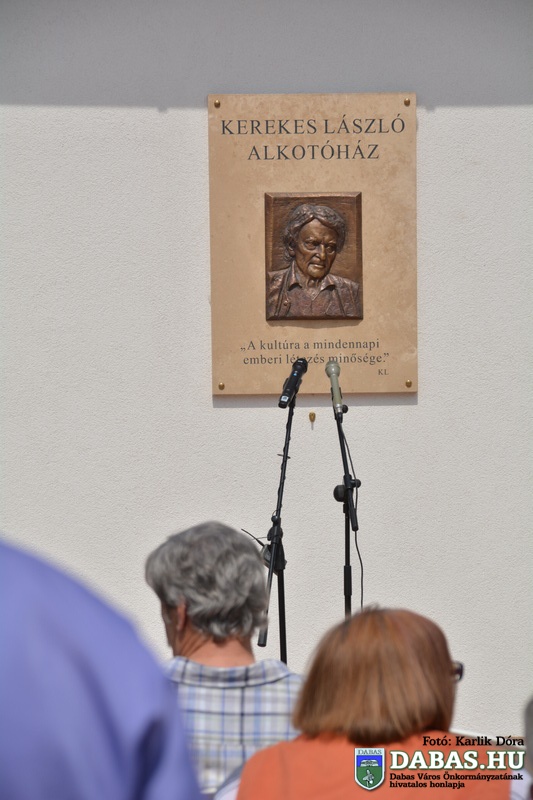 KEREKES LÁSZLÓ
ALKOTÓHÁZ
„A kultúra a mindennapi
emberi létezés minősége.”
KL
Fotó: Karlik Dóra
DABAS
DABAS.HU
Dabas Város Önkormányzatának
hivatalos honlapja